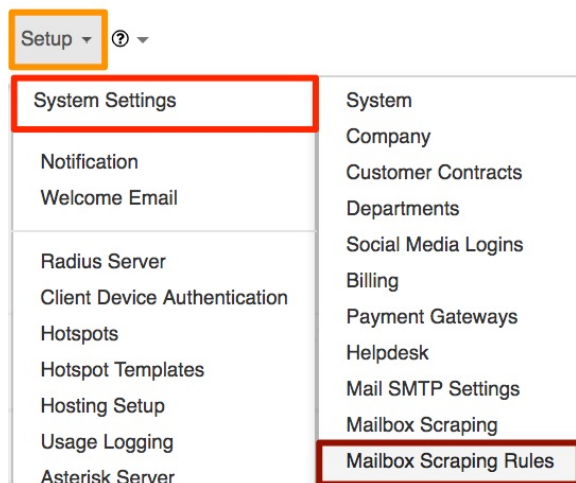 Setup
System Settings
Notification
Welcome Email
Radius Server
Client Device Authentication
Hotspots
Hotspot Templates
Hosting Setup
Usage Logging
Asterisk Server
System
Company
Customer Contracts
Departments
Social Media Logins
Billing
Payment Gateways
Helpdesk
Mail SMTP Settings
Mailbox Scraping
Mailbox Scraping Rules